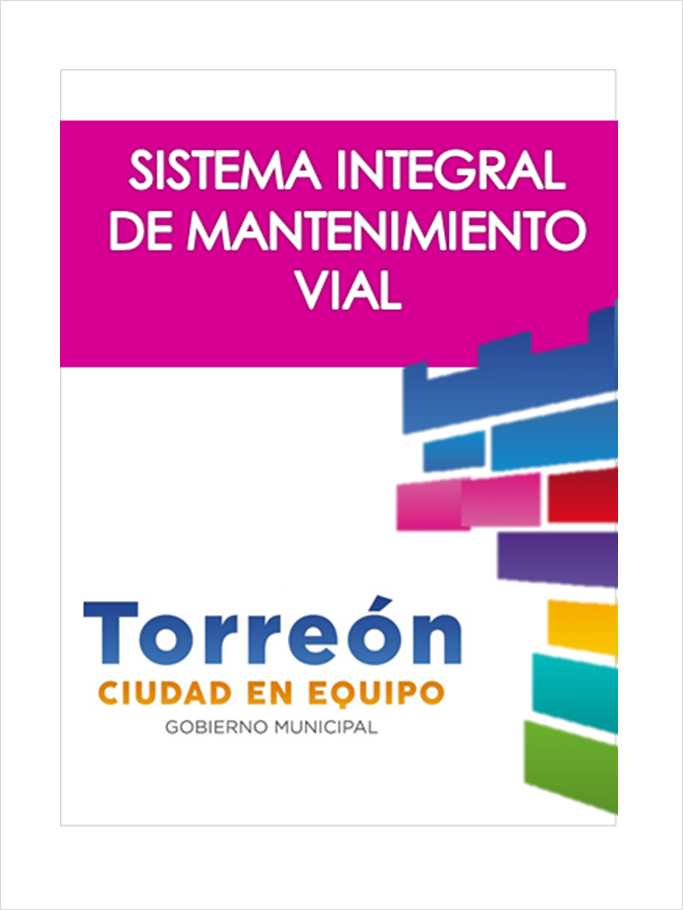 SISTEMA INTEGRAL
DE MANTENIMIENTO
VIAL
Torreón
CIUDAD EN EQUIPO
GOBIERNO MUNICIPAL